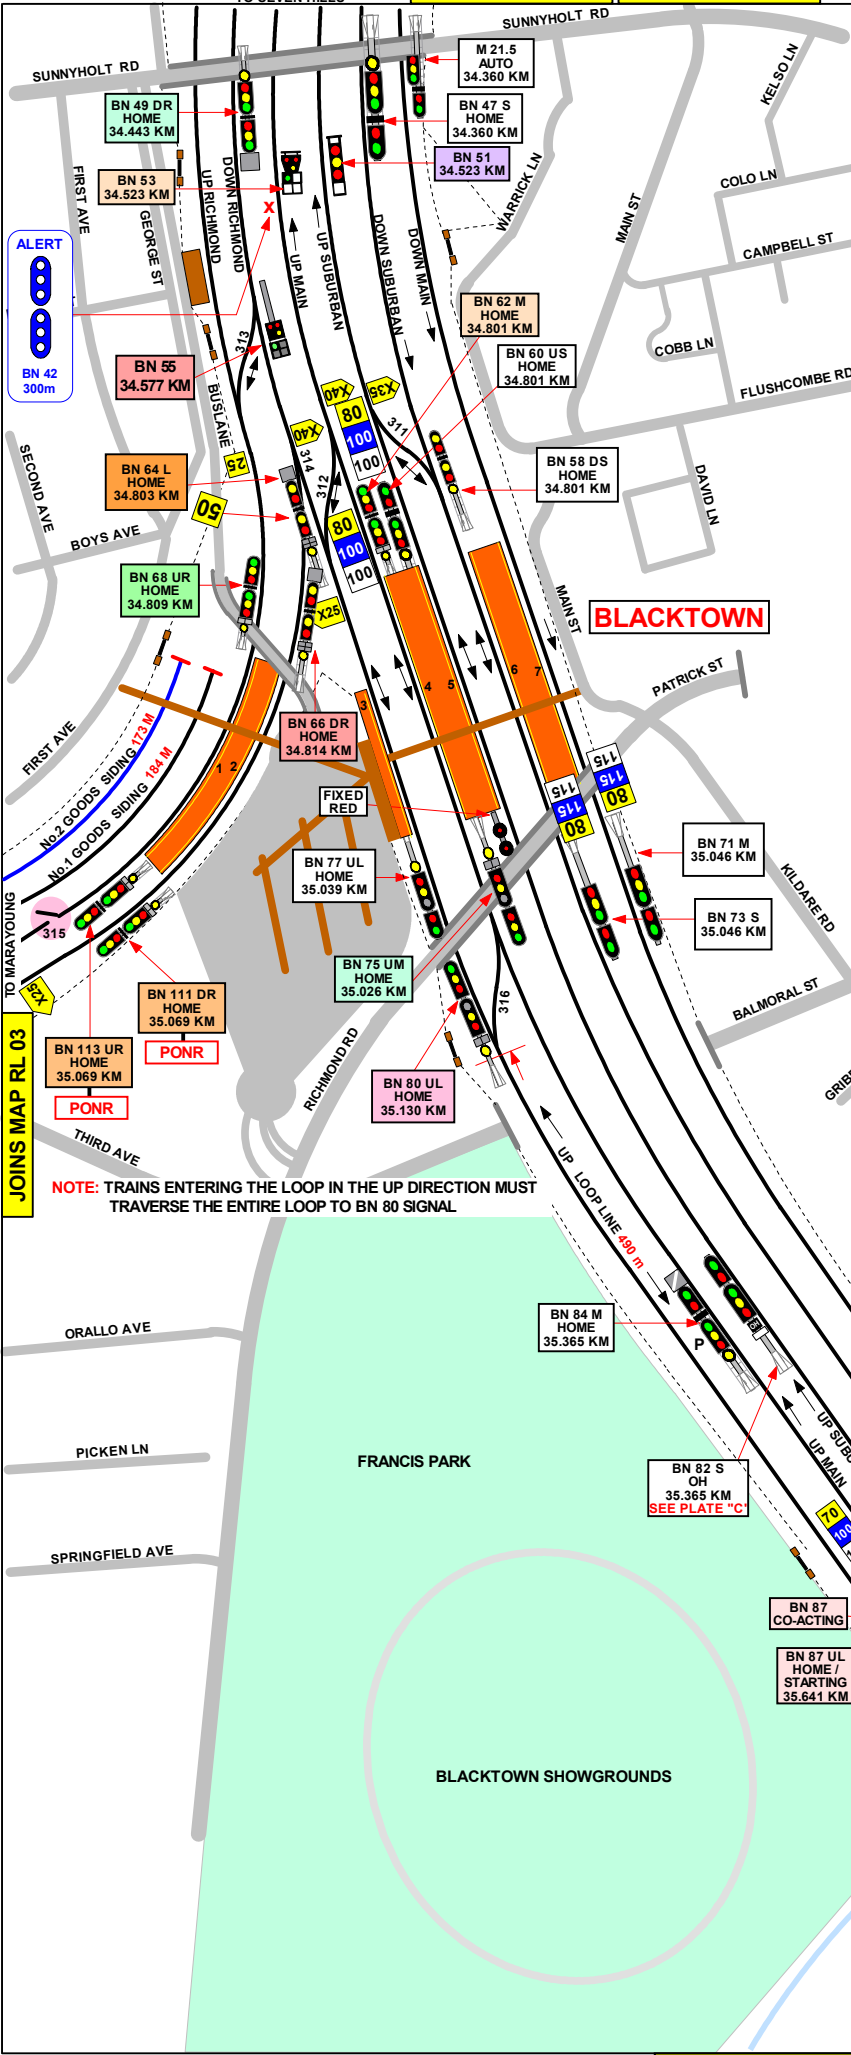 SUNNYHOLT RD
SUNNYHOLT RD
M 21.5
AUTO
34.360 KM
KELSO LN
BN 49 DR
HOME
34.443 KM
BN 47 S
HOME
34.360 KM
BN 53
34.523 KM
BN 51
34.523 KM
FIRST AVE
GEORGE ST
UP RICHMOND
DOWN RICHMOND
X
UP MAIN
UP SUBURBAN
DOWN SUBURBAN
DOWN MAIN
WARRICK LN
MAIN ST
COLO LN
CAMPBELL ST
COBB LN
FLUSHCOMBE RD
ALERT
BN 42
300m
313
BN 55
34.577 KM
BN 62 M
HOME
34.801 KM
BN 60 US
HOME
34.801 KM
BUSLANE
X40
X35
80
100
100
311
X40
314
312
25
SECOND AVE
BN 64 L
HOME
34.803 KM
50
BOYS AVE
80
100
100
BN 58 DS
HOME
34.801 KM
DAVID LN
BN 68 UR
HOME
34.809 KM
X25
MAIN ST
BLACKTOWN
PATRICK ST
FIRST AVE
No.2 GOODS SIDING 173 M
No.1 GOODS SIDING 184 M
1 2
3
4 5
6 7
BN 66 DR
HOME
34.814 KM
FIXED
RED
115
115
80
115
115
80
BN 77 UL
HOME
35.039 KM
BN 71 M
35.046 KM
BN 73 S
35.046 KM
KILDARE RD
TO MARAYOUNG
315
X25
BN 75 UM
HOME
35.026 KM
BN 111 DR
HOME
35.069 KM
PONR
BN 113 UR
HOME
35.069 KM
PONR
316
BALMORAL ST
RICHMOND RD
BN 80 UL
HOME
35.130 KM
JOINS MAP RL 03
THIRD AVE
NOTE: TRAINS ENTERING THE LOOP IN THE UP DIRECTION MUST
TRAVERSE THE ENTIRE LOOP TO BN 80 SIGNAL
UP LOOP LINE 490 m
BN 84 M
HOME
35.365 KM
P
ORALLO AVE
UP MAIN
PICKEN LN
FRANCIS PARK
BN 82 S
OH
35.365 KM
SEE PLATE "C"
70
100
SPRINGFIELD AVE
BN 87
CO-ACTING
BN 87 UL
HOME /
STARTING
35.641 KM
BLACKTOWN SHOWGROUNDS